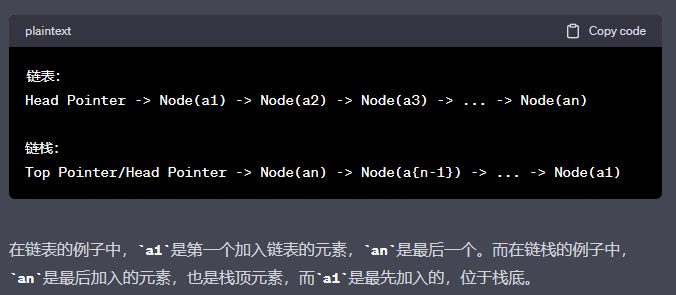 plaintext
Copy code
链表:
Head Pointer -> Node(a1) -> Node(a2) -> Node(a3) -> ... -> Node(an)
链栈:
Top Pointer/Head Pointer -> Node(an) -> Node(a{n-1}) -> ... -> Node(a1)
在链表的例子中，`a1`是第一个加入链表的元素，`an`是最后一个。而在链栈的例子中，
`an`是最后加入的元素，也是栈顶元素，而`a1`是最先加入的，位于栈底。